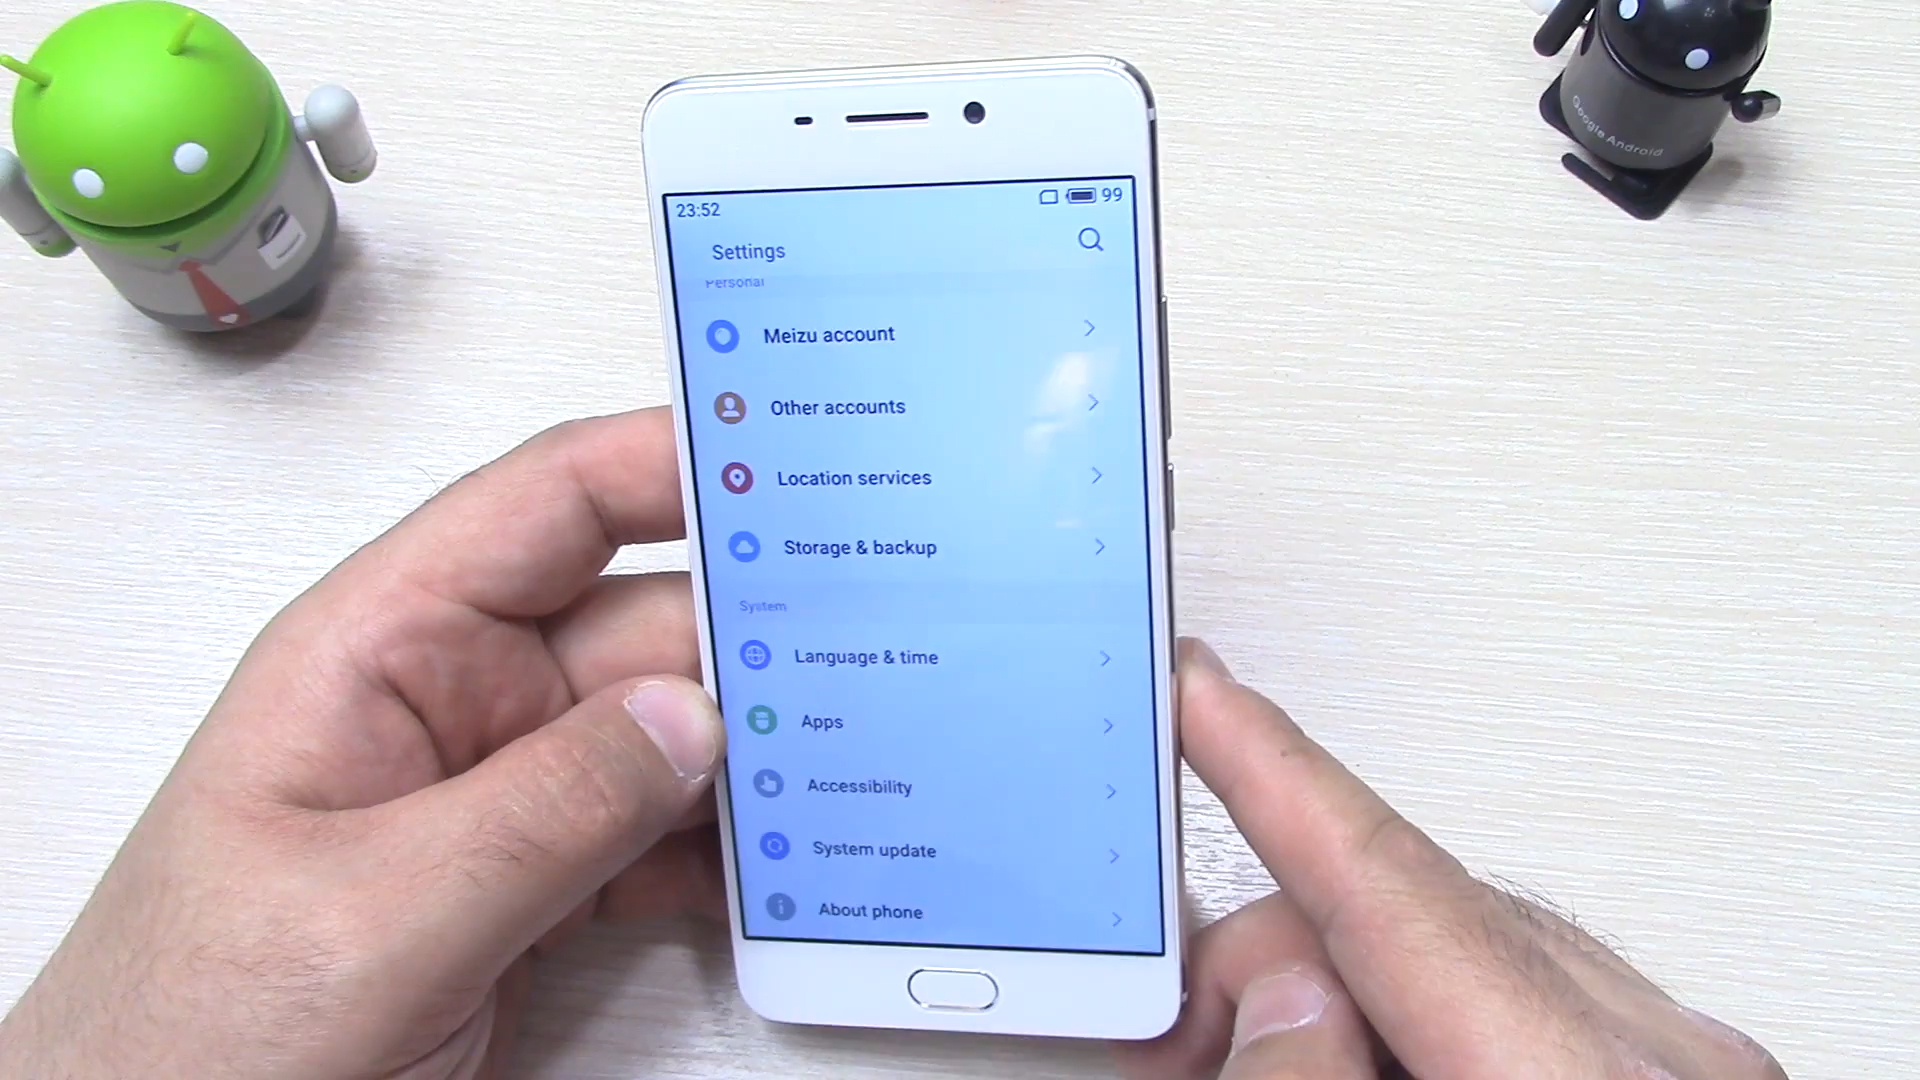 23:52
99
Settings
Personal
Meizu account
Other accounts
Location services
Storage & backup
System
Language & time
Apps
Accessibility
System update
About phone
Google Android